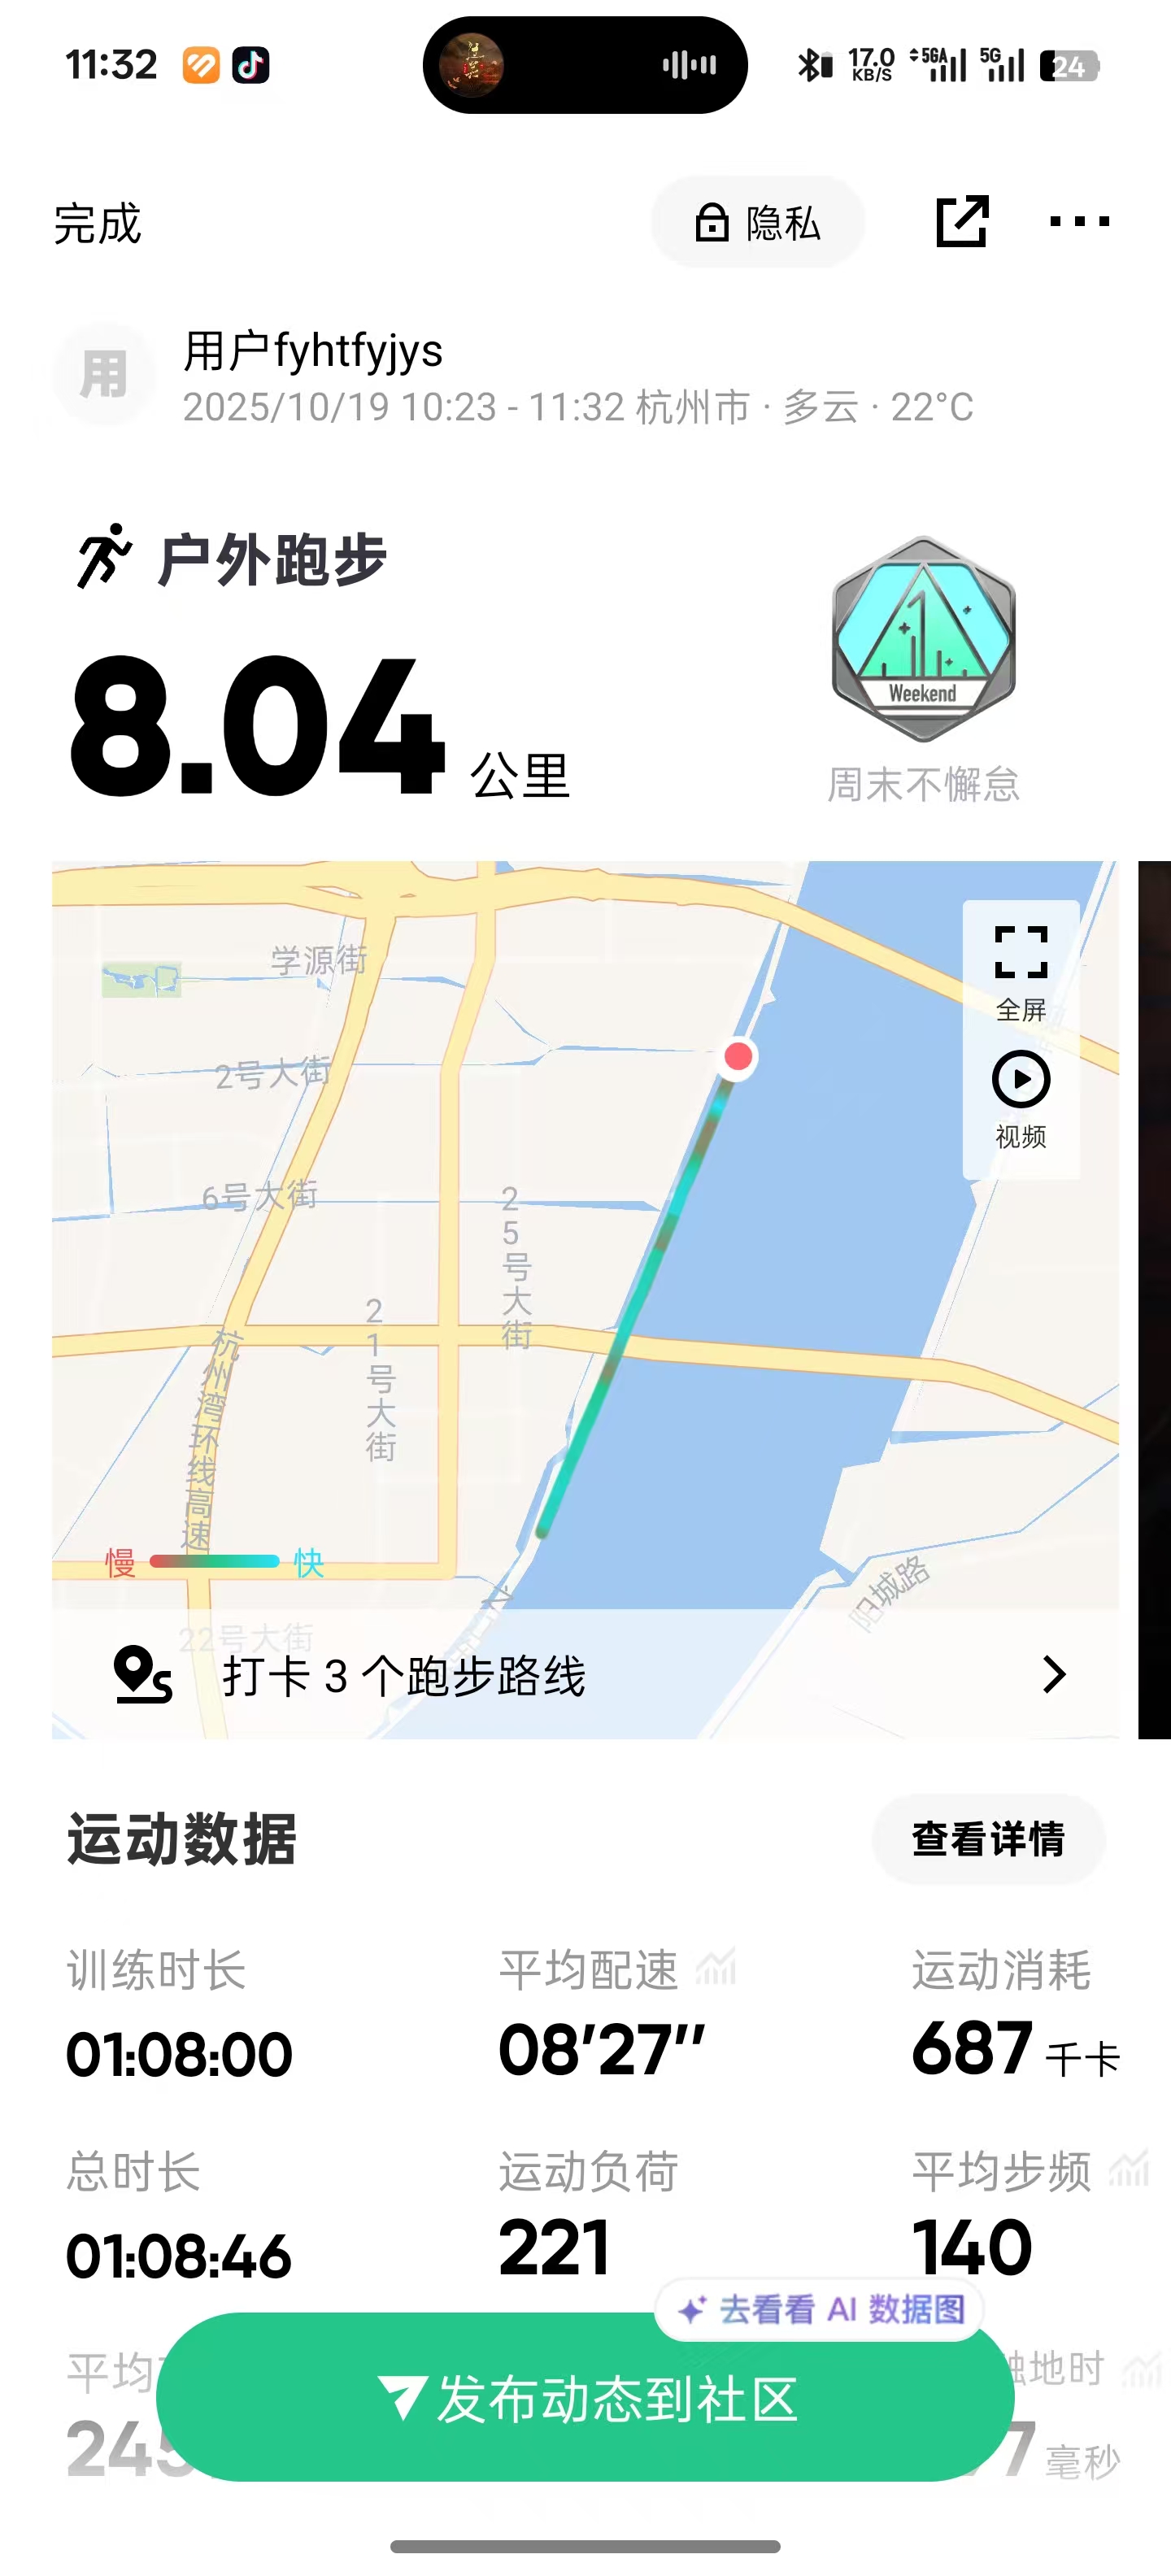 11:32
17.0
KB/S
5GA
5G
24
完成
隐私
用
用户fyhtfyjys
2025/10/19 10:23 - 11:32 杭州市 · 多云 · 22°C
户外跑步
8.04 公里
1
Weekend
周末不懈怠
学源街
全屏
2号大街
视频
6号大街
25号大街
21号大街
杭州湾环线高速
慢
快
阳城路
22号大街
打卡 3 个跑步路线
运动数据
查看详情
训练时长
平均配速
运动消耗
01:08:00
08'27''
687 千卡
总时长
运动负荷
平均步频
01:08:46
221
140
去看看 AI 数据图
平均
地时
发布动态到社区
245
7 毫秒